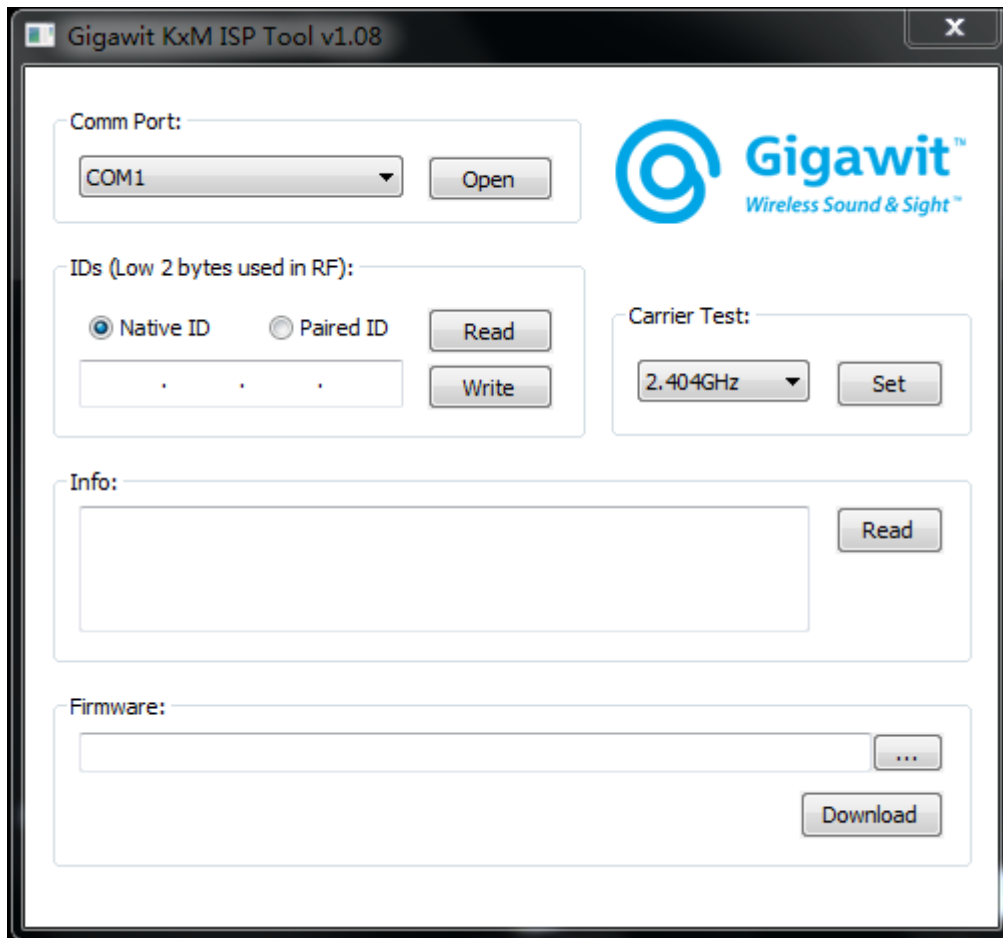 Gigawit KxM ISP Tool v1.08
x
Comm Port:
COM1
Open
Gigawit™
Wireless Sound & Sight™
IDs (Low 2 bytes used in RF):
Native ID
Paired ID
Read
. . .
Write
Carrier Test:
2.404GHz
Set
Info:
Read
Firmware:
...
Download